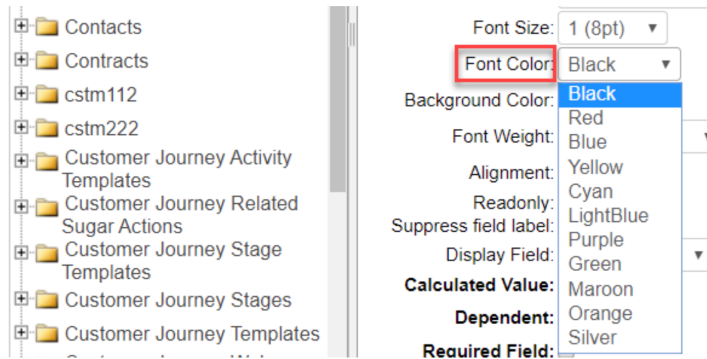 Contacts
Contracts
cstm112
cstm222
Customer Journey Activity
Templates
Customer Journey Related
Sugar Actions
Customer Journey Stage
Templates
Customer Journey Stages
Customer Journey Templates
Font Size: 1 (8pt)
Font Color: Black
Background Color:
Font Weight:
Alignment:
Readonly:
Suppress field label:
Display Field:
Calculated Value:
Dependent:
Required Field:
Black
Red
Blue
Yellow
Cyan
LightBlue
Purple
Green
Maroon
Orange
Silver